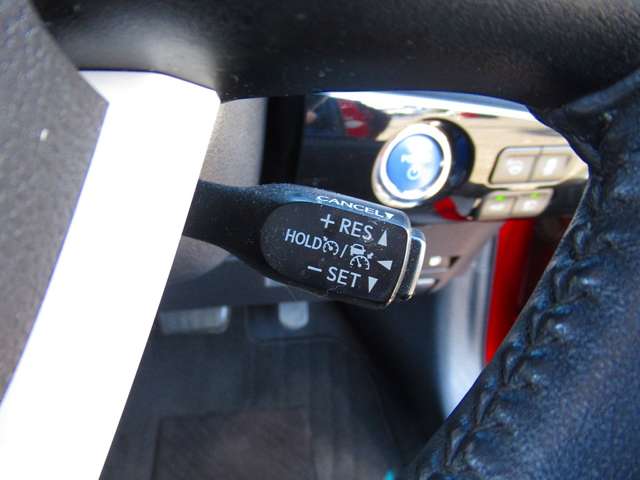 CANCEL
+ RES
HOLD /
− SET